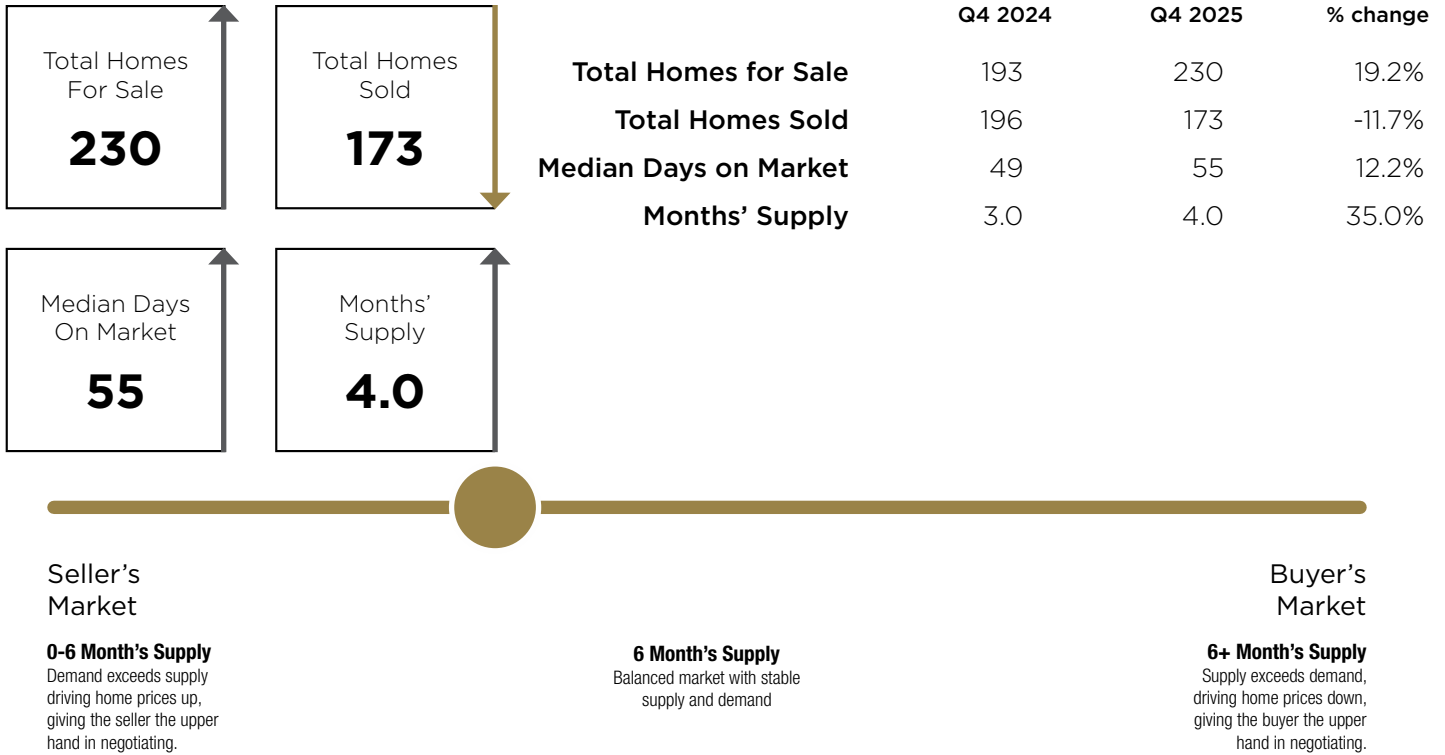 Total Homes
For Sale
230
Total Homes
Sold
173
Median Days
On Market
55
Months’
Supply
4.0
Q4 2024 Q4 2025 % change
Total Homes for Sale 193 230 19.2%
Total Homes Sold 196 173 -11.7%
Median Days on Market 49 55 12.2%
Months’ Supply 3.0 4.0 35.0%
Seller’s
Market
0-6 Month’s Supply
Demand exceeds supply
driving home prices up,
giving the seller the upper
hand in negotiating.
6 Month’s Supply
Balanced market with stable
supply and demand
Buyer’s
Market
6+ Month’s Supply
Supply exceeds demand,
driving home prices down,
giving the buyer the upper
hand in negotiating.